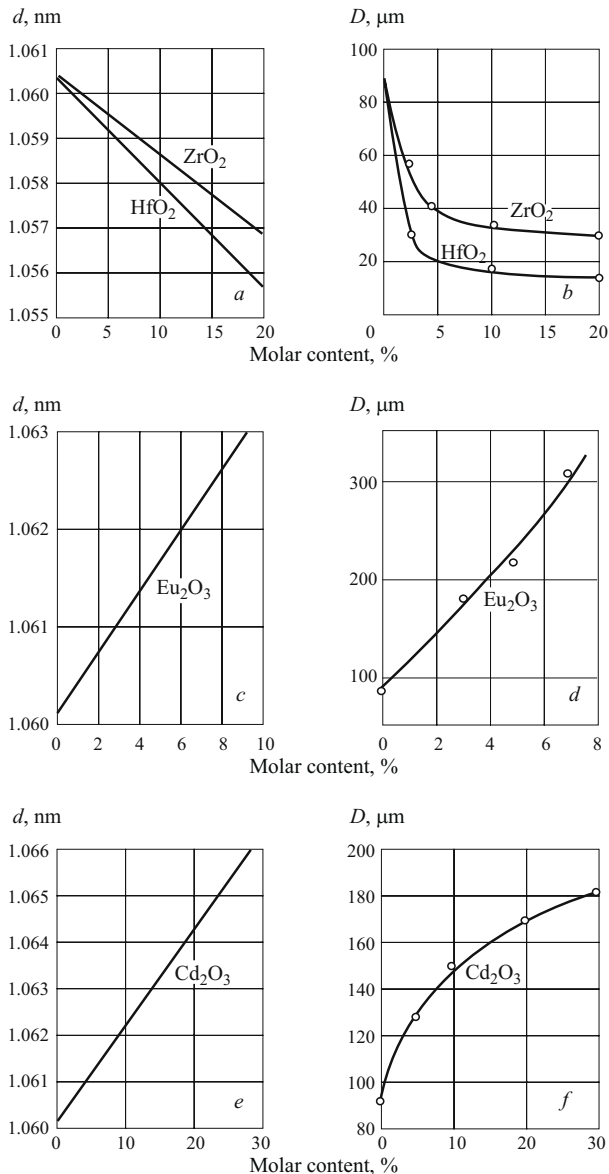 d, nm
1.061
1.060
1.059
1.058
1.057
1.056
1.055
ZrO₂
HfO₂
a
0 5 10 15 20
D, μm
100
80
60
40
20
ZrO₂
HfO₂
b
0 5 10 15 20
Molar content, %
d, nm
1.063
1.062
1.061
1.060
Eu₂O₃
c
0 2 4 6 8 10
D, μm
300
200
100
Eu₂O₃
d
0 2 4 6 8
Molar content, %
d, nm
1.066
1.065
1.064
1.063
1.062
1.061
1.060
Cd₂O₃
e
0 10 20 30
D, μm
200
180
160
140
120
100
80
Cd₂O₃
f
0 10 20 30
Molar content, %